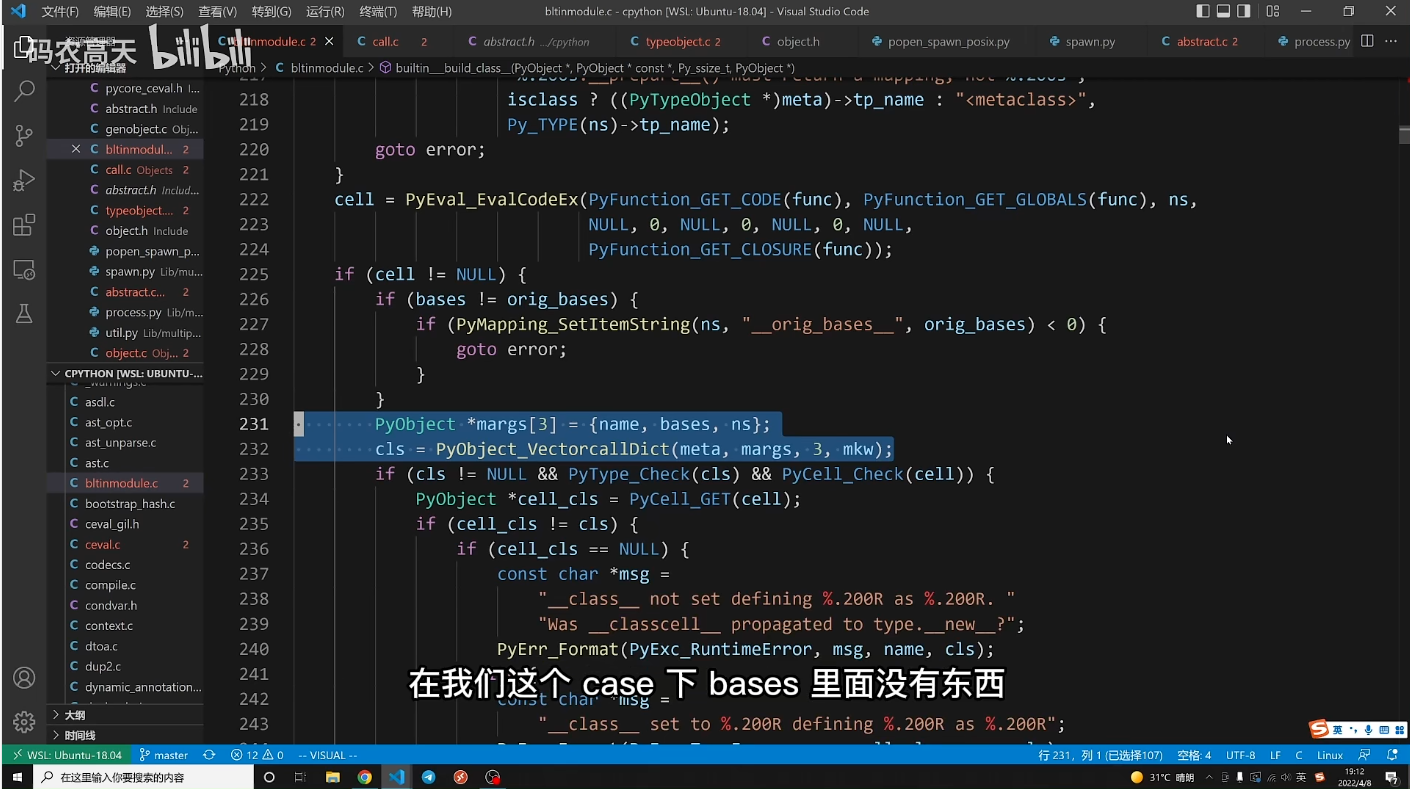 文件(F) 编辑(E) 选择(S) 查看(V) 转到(G) 运行(R) 终端(T) 帮助(H)
bltinmodule.c - cpython [WSL: Ubuntu-18.04] - Visual Studio Code
码农高天 bilibili
bltinmodule.c 2
call.c 2
abstract.h .../cpython
typeobject.c 2
object.h
popen_spawn_posix.py
spawn.py
abstract.c 2
process.py
打开的编辑器
Python > C bltinmodule.c > builtin___build_class__(PyObject *, PyObject * const *, Py_ssize_t, PyObject *)
pycore_ceval.h I...
abstract.h Include
genobject.c Obj...
bltinmodul... 2
call.c Objects 2
abstract.h Includ...
typeobject.... 2
object.h Include
popen_spawn_p...
spawn.py Lib/mu...
abstract.c... 2
process.py Lib/m...
util.py Lib/multip...
object.c Obj... 2
CPYTHON [WSL: UBUNTU-...
_warnings.c
asdl.c
ast_opt.c
ast_unparse.c
ast.c
bltinmodule.c 2
bootstrap_hash.c
ceval_gil.h
ceval.c 2
codecs.c
compile.c
condvar.h
context.c
dtoa.c
dup2.c
dynamic_annotation...
大纲
时间线
"%.200s.__prepare__() must return a mapping, not %.200s",
218 isclass ? ((PyTypeObject *)meta)->tp_name : "<metaclass>",
219 Py_TYPE(ns)->tp_name);
220 goto error;
221 }
222 cell = PyEval_EvalCodeEx(PyFunction_GET_CODE(func), PyFunction_GET_GLOBALS(func), ns,
223 NULL, 0, NULL, 0, NULL, 0, NULL,
224 PyFunction_GET_CLOSURE(func));
225 if (cell != NULL) {
226 if (bases != orig_bases) {
227 if (PyMapping_SetItemString(ns, "__orig_bases__", orig_bases) < 0) {
228 goto error;
229 }
230 }
231 PyObject *margs[3] = {name, bases, ns};
232 cls = PyObject_VectorcallDict(meta, margs, 3, mkw);
233 if (cls != NULL && PyType_Check(cls) && PyCell_Check(cell)) {
234 PyObject *cell_cls = PyCell_GET(cell);
235 if (cell_cls != cls) {
236 if (cell_cls == NULL) {
237 const char *msg =
238 "__class__ not set defining %.200R as %.200R. "
239 "Was __classcell__ propagated to type.__new__?";
240 PyErr_Format(PyExc_RuntimeError, msg, name, cls);
241
在我们这个 case 下 bases 里面没有东西
242 const char *msg =
243 "__class__ set to %.200R defining %.200R as %.200R";
英
WSL: Ubuntu-18.04 master 12 0 -- VISUAL --
行 231，列 1 (已选择107) 空格: 4 UTF-8 LF C Linux
在这里输入你要搜索的内容
31°C 晴朗 英 19:12
2022/4/8